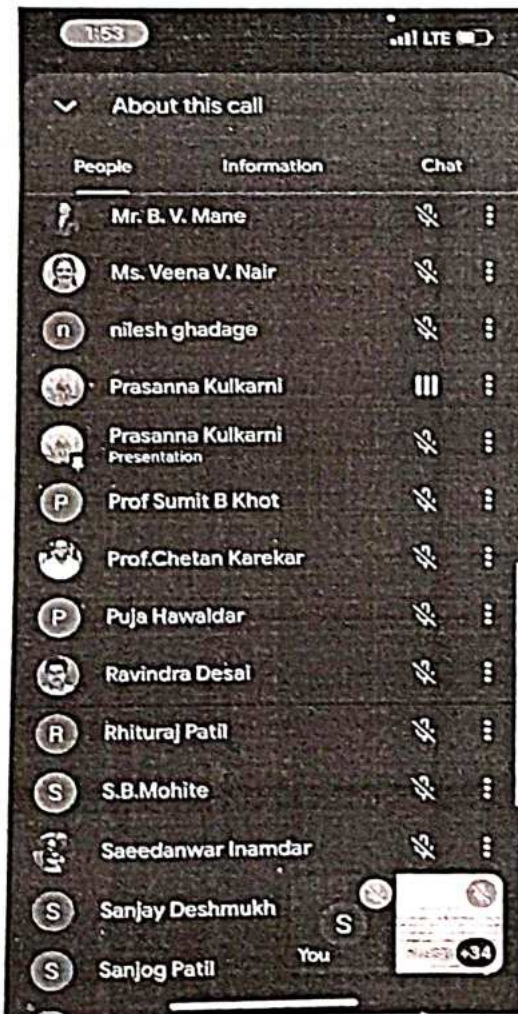 1:53 LTE
About this call
People Information Chat
Mr. B. V. Mane
Ms. Veena V. Nair
n nilesh ghadage
Prasanna Kulkarni
Prasanna Kulkarni
Presentation
P Prof Sumit B Khot
Prof.Chetan Karekar
P Puja Hawaldar
Ravindra Desai
R Rhituraj Patil
S S.B.Mohite
Saeedanwar Inamdar
S Sanjay Deshmukh
S
You
+34
S Sanjog Patil